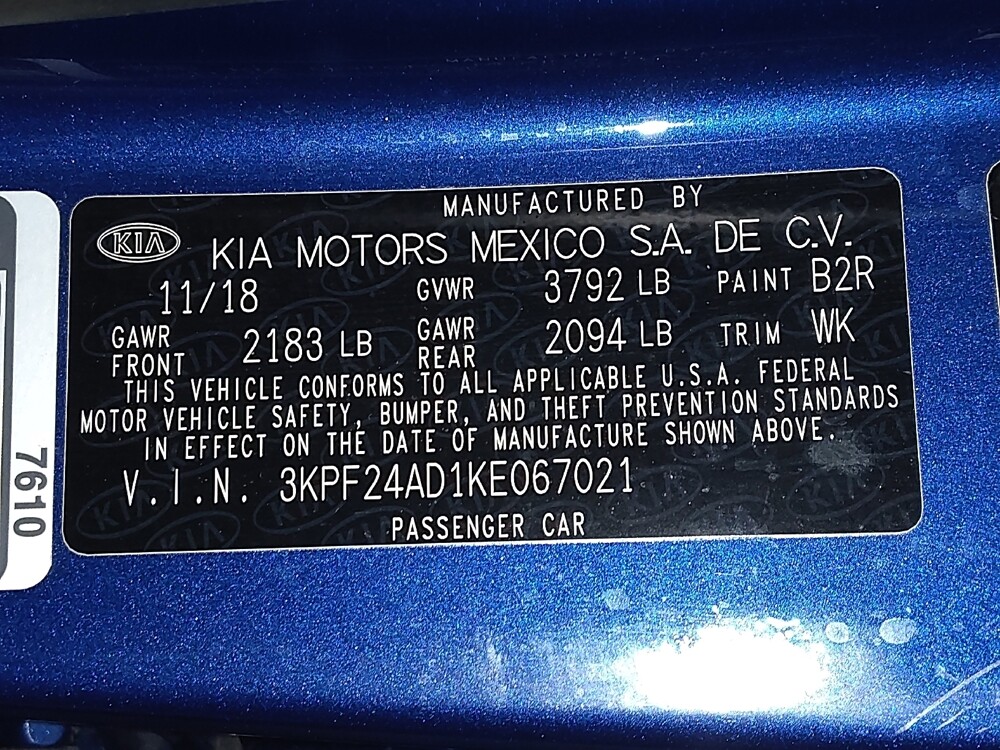 MANUFACTURED BY
KIA KIA MOTORS MEXICO S.A. DE C.V.
11/18 GVWR 3792 LB PAINT B2R
GAWR FRONT 2183 LB GAWR REAR 2094 LB TRIM WK
THIS VEHICLE CONFORMS TO ALL APPLICABLE U.S.A. FEDERAL
MOTOR VEHICLE SAFETY, BUMPER, AND THEFT PREVENTION STANDARDS
IN EFFECT ON THE DATE OF MANUFACTURE SHOWN ABOVE.
V.I.N. 3KPF24AD1KE067021
PASSENGER CAR
7610